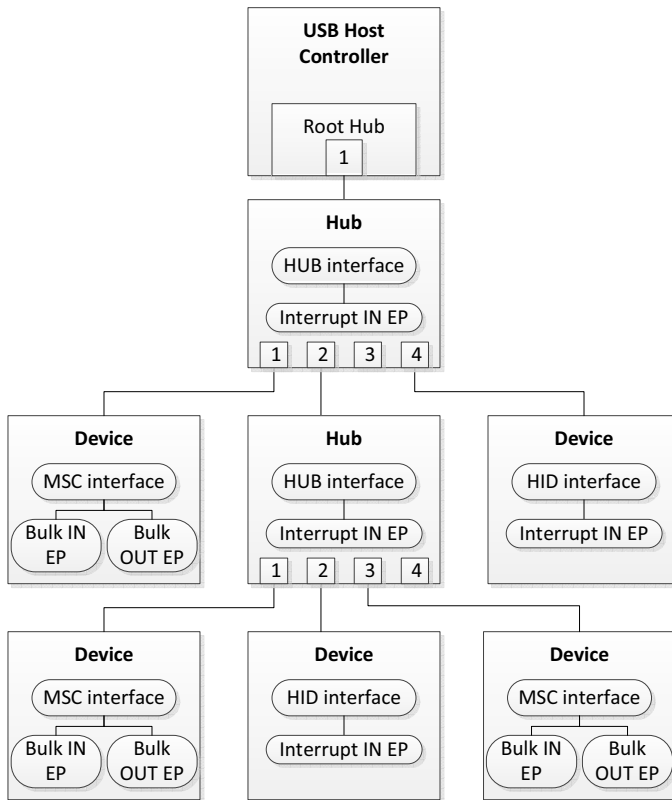 USB Host
Controller
Root Hub
1
Hub
HUB interface
Interrupt IN EP
1 2 3 4
Device
MSC interface
Bulk IN
EP
Bulk
OUT EP
Hub
HUB interface
Interrupt IN EP
1 2 3 4
Device
HID interface
Interrupt IN EP
Device
MSC interface
Bulk IN
EP
Bulk
OUT EP
Device
HID interface
Interrupt IN EP
Device
MSC interface
Bulk IN
EP
Bulk
OUT EP